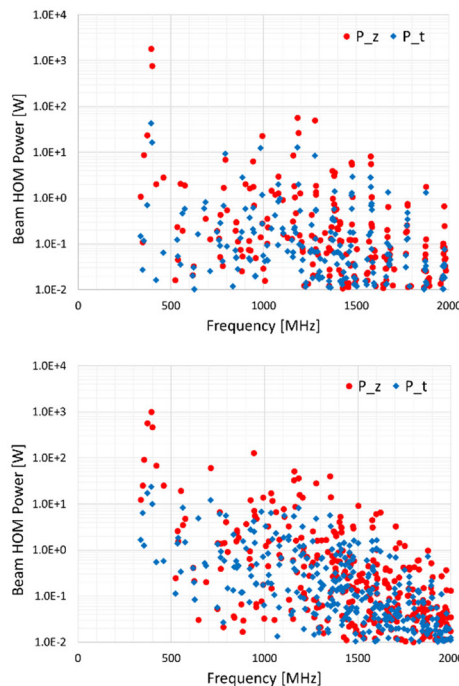 1.0E+4
P_z P_t
1.0E+3
1.0E+2
1.0E+1
1.0E+0
1.0E-1
1.0E-2
Beam HOM Power [W]
0 500 1000 1500 2000
Frequency [MHz]
1.0E+4
P_z P_t
1.0E+3
1.0E+2
1.0E+1
1.0E+0
1.0E-1
1.0E-2
Beam HOM Power [W]
0 500 1000 1500 2000
Frequency [MHz]